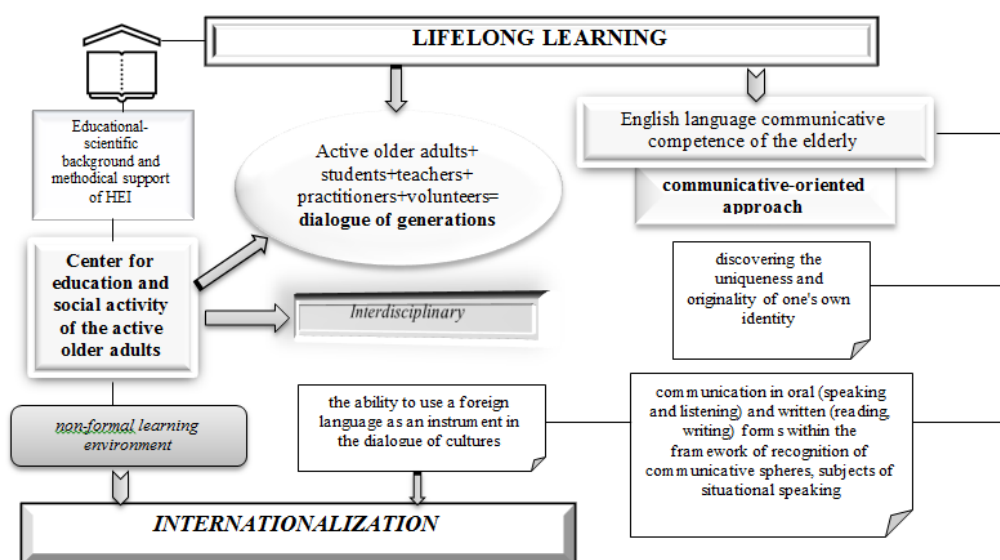 LIFELONG LEARNING
Educational-
scientific
background and
methodical support
of HEI
Active older adults+
students+teachers+
practitioners+volunteers=
dialogue of generations
English language communicative
competence of the elderly
communicative-oriented
approach
Center for
education and
social activity
of the active
older adults
Interdisciplinary
discovering the
uniqueness and
originality of one's own
identity
non-formal learning
environment
the ability to use a foreign
language as an instrument in
the dialogue of cultures
communication in oral (speaking
and listening) and written (reading,
writing) forms within the
framework of recognition of
communicative spheres, subjects of
situational speaking
INTERNATIONALIZATION